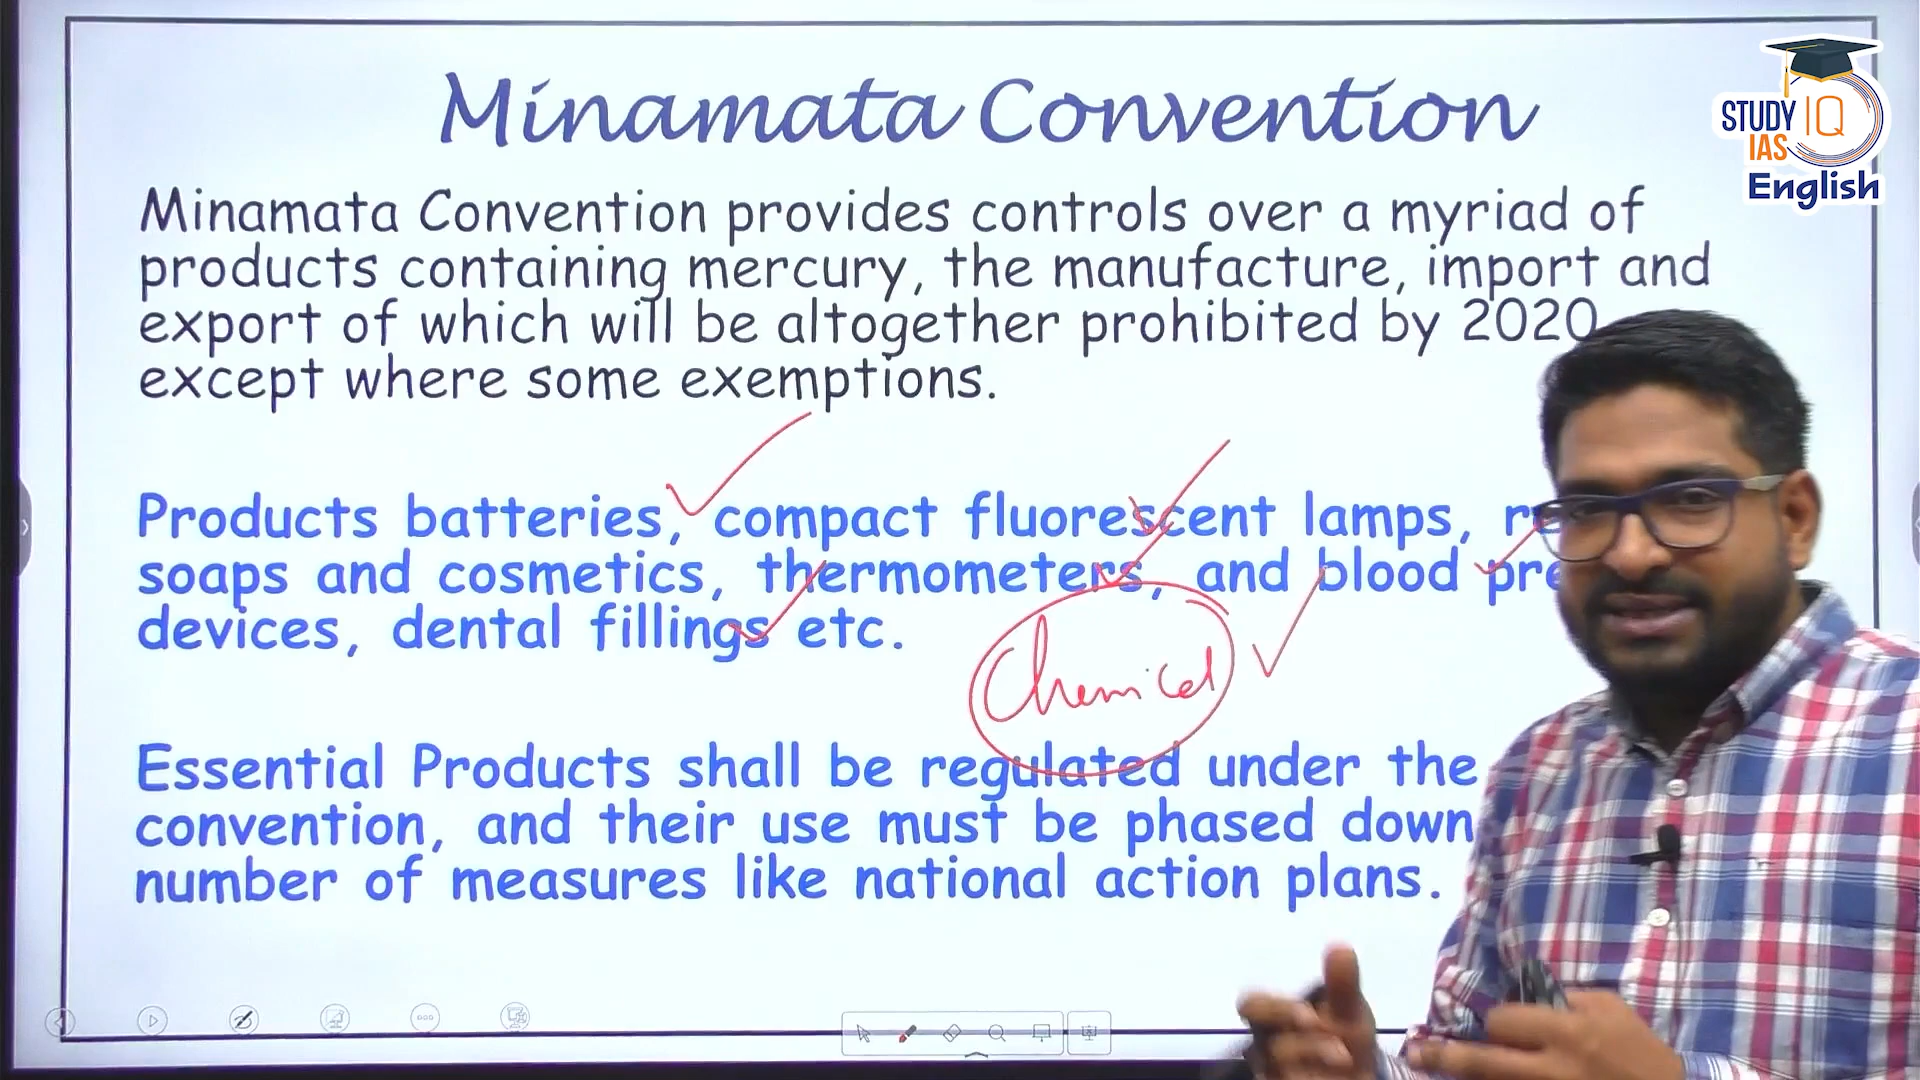 Minamata Convention
STUDY IQ
IAS
English
Minamata Convention provides controls over a myriad of
products containing mercury, the manufacture, import and
export of which will be altogether prohibited by 2020
except where some exemptions.
Products batteries, compact fluorescent lamps,
soaps and cosmetics, thermometers, and blood
devices, dental fillings etc.
Chemical
Essential Products shall be regulated under the
convention, and their use must be phased down
number of measures like national action plans.